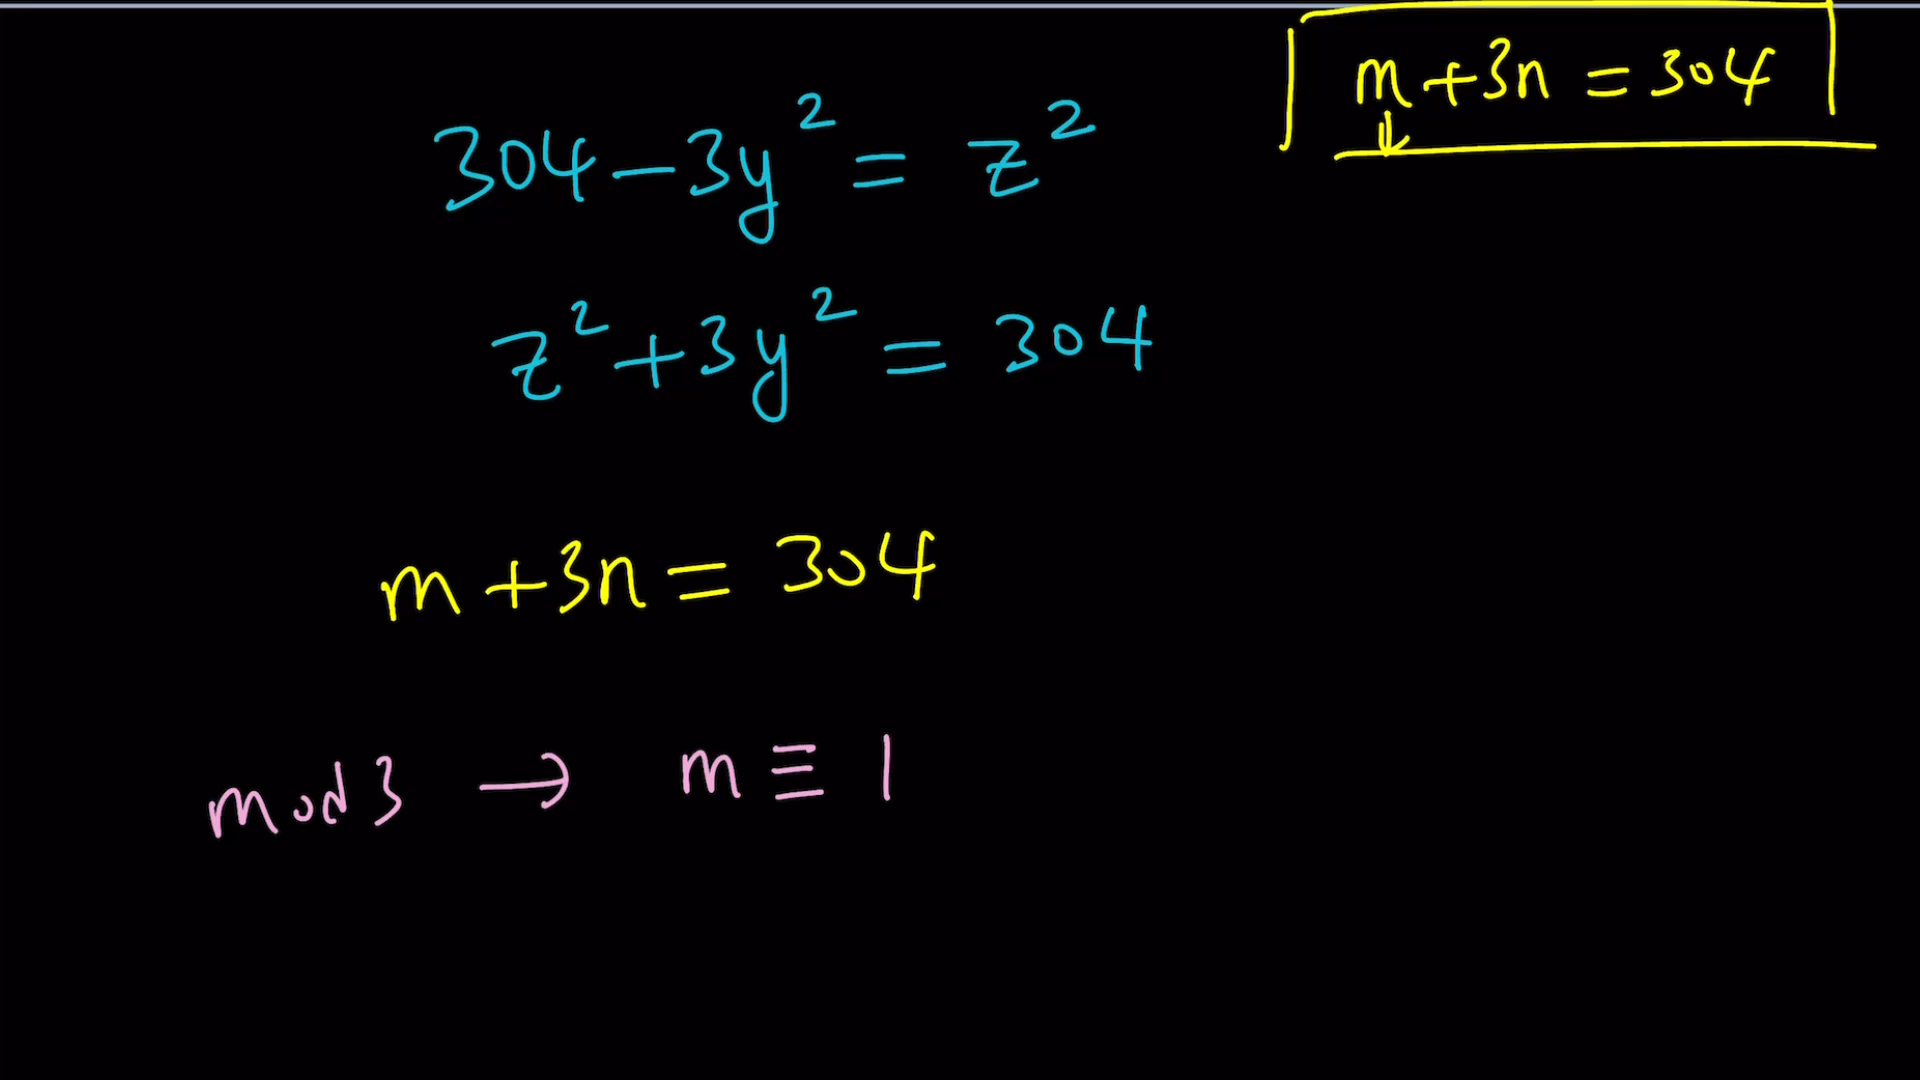 m + 3n = 304
304 - 3y² = z²
z² + 3y² = 304
m + 3n = 304
mod 3 → m ≡ 1